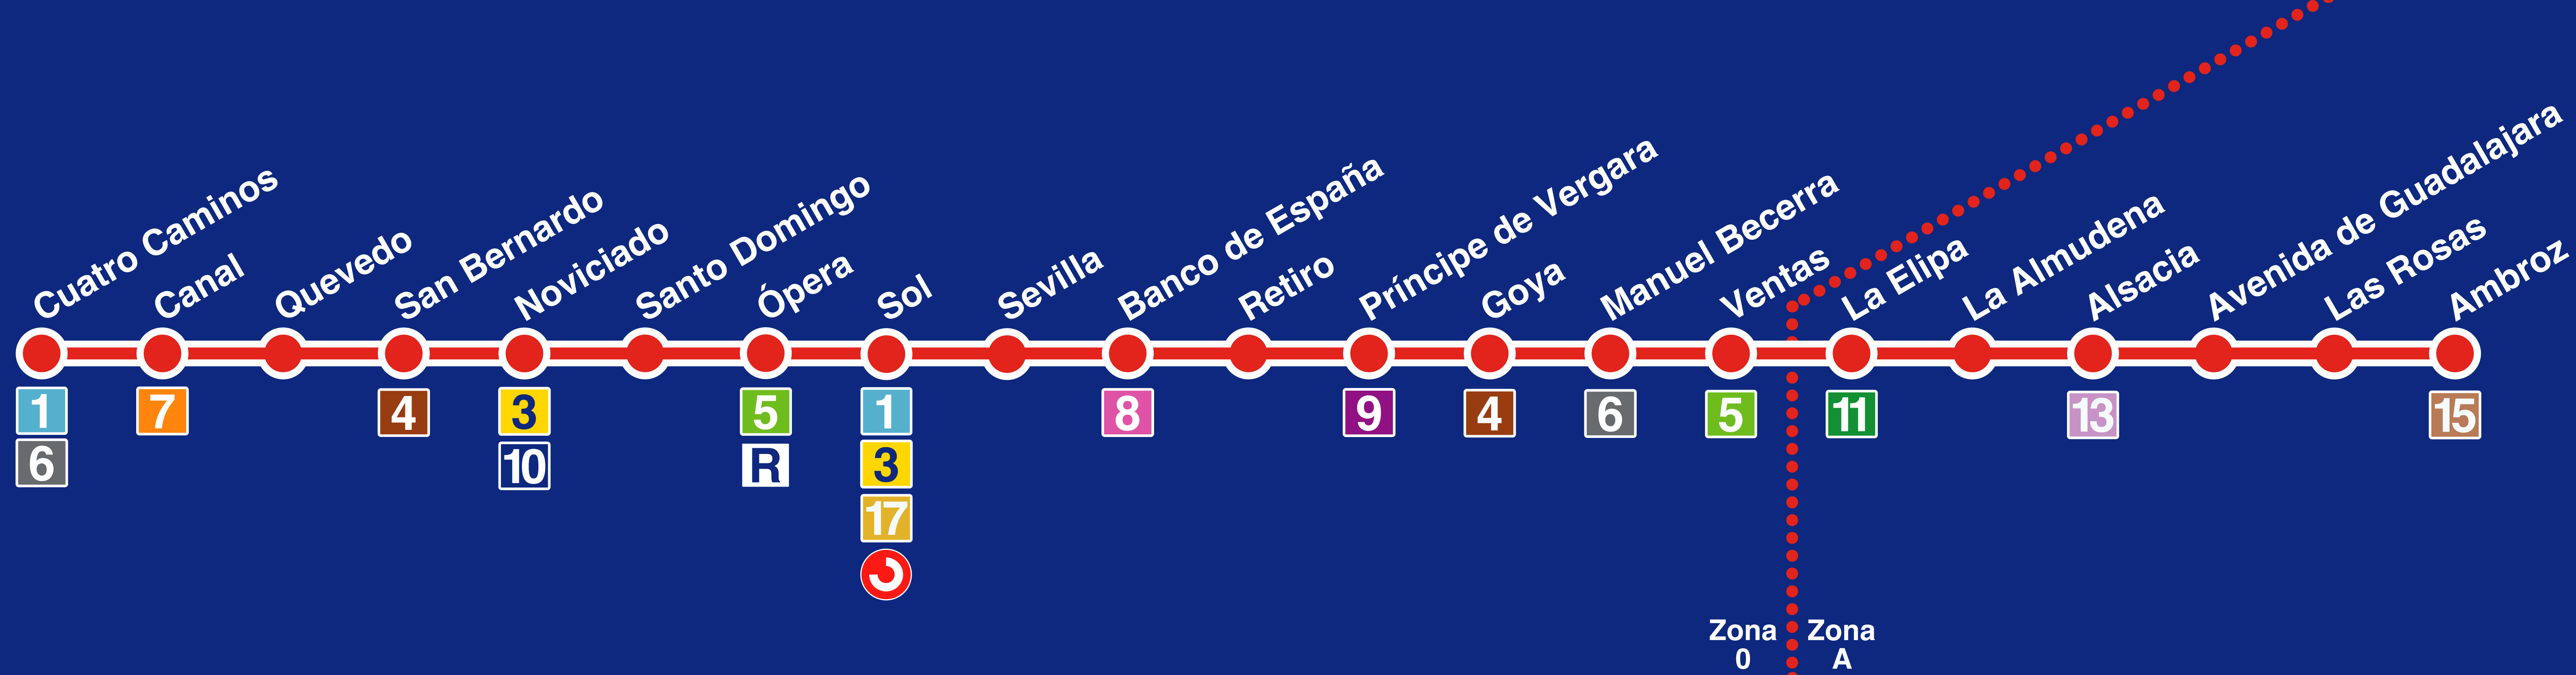 Cuatro Caminos
Canal
Quevedo
San Bernardo
Noviciado
Santo Domingo
Ópera
Sol
Sevilla
Banco de España
Retiro
Príncipe de Vergara
Goya
Manuel Becerra
Ventas
La Elipa
La Almudena
Alsacia
Avenida de Guadalajara
Las Rosas
Ambroz
1
7
4
3
5
1
8
9
4
6
5
11
13
15
6
10
R
3
17
Zona
0
Zona
A